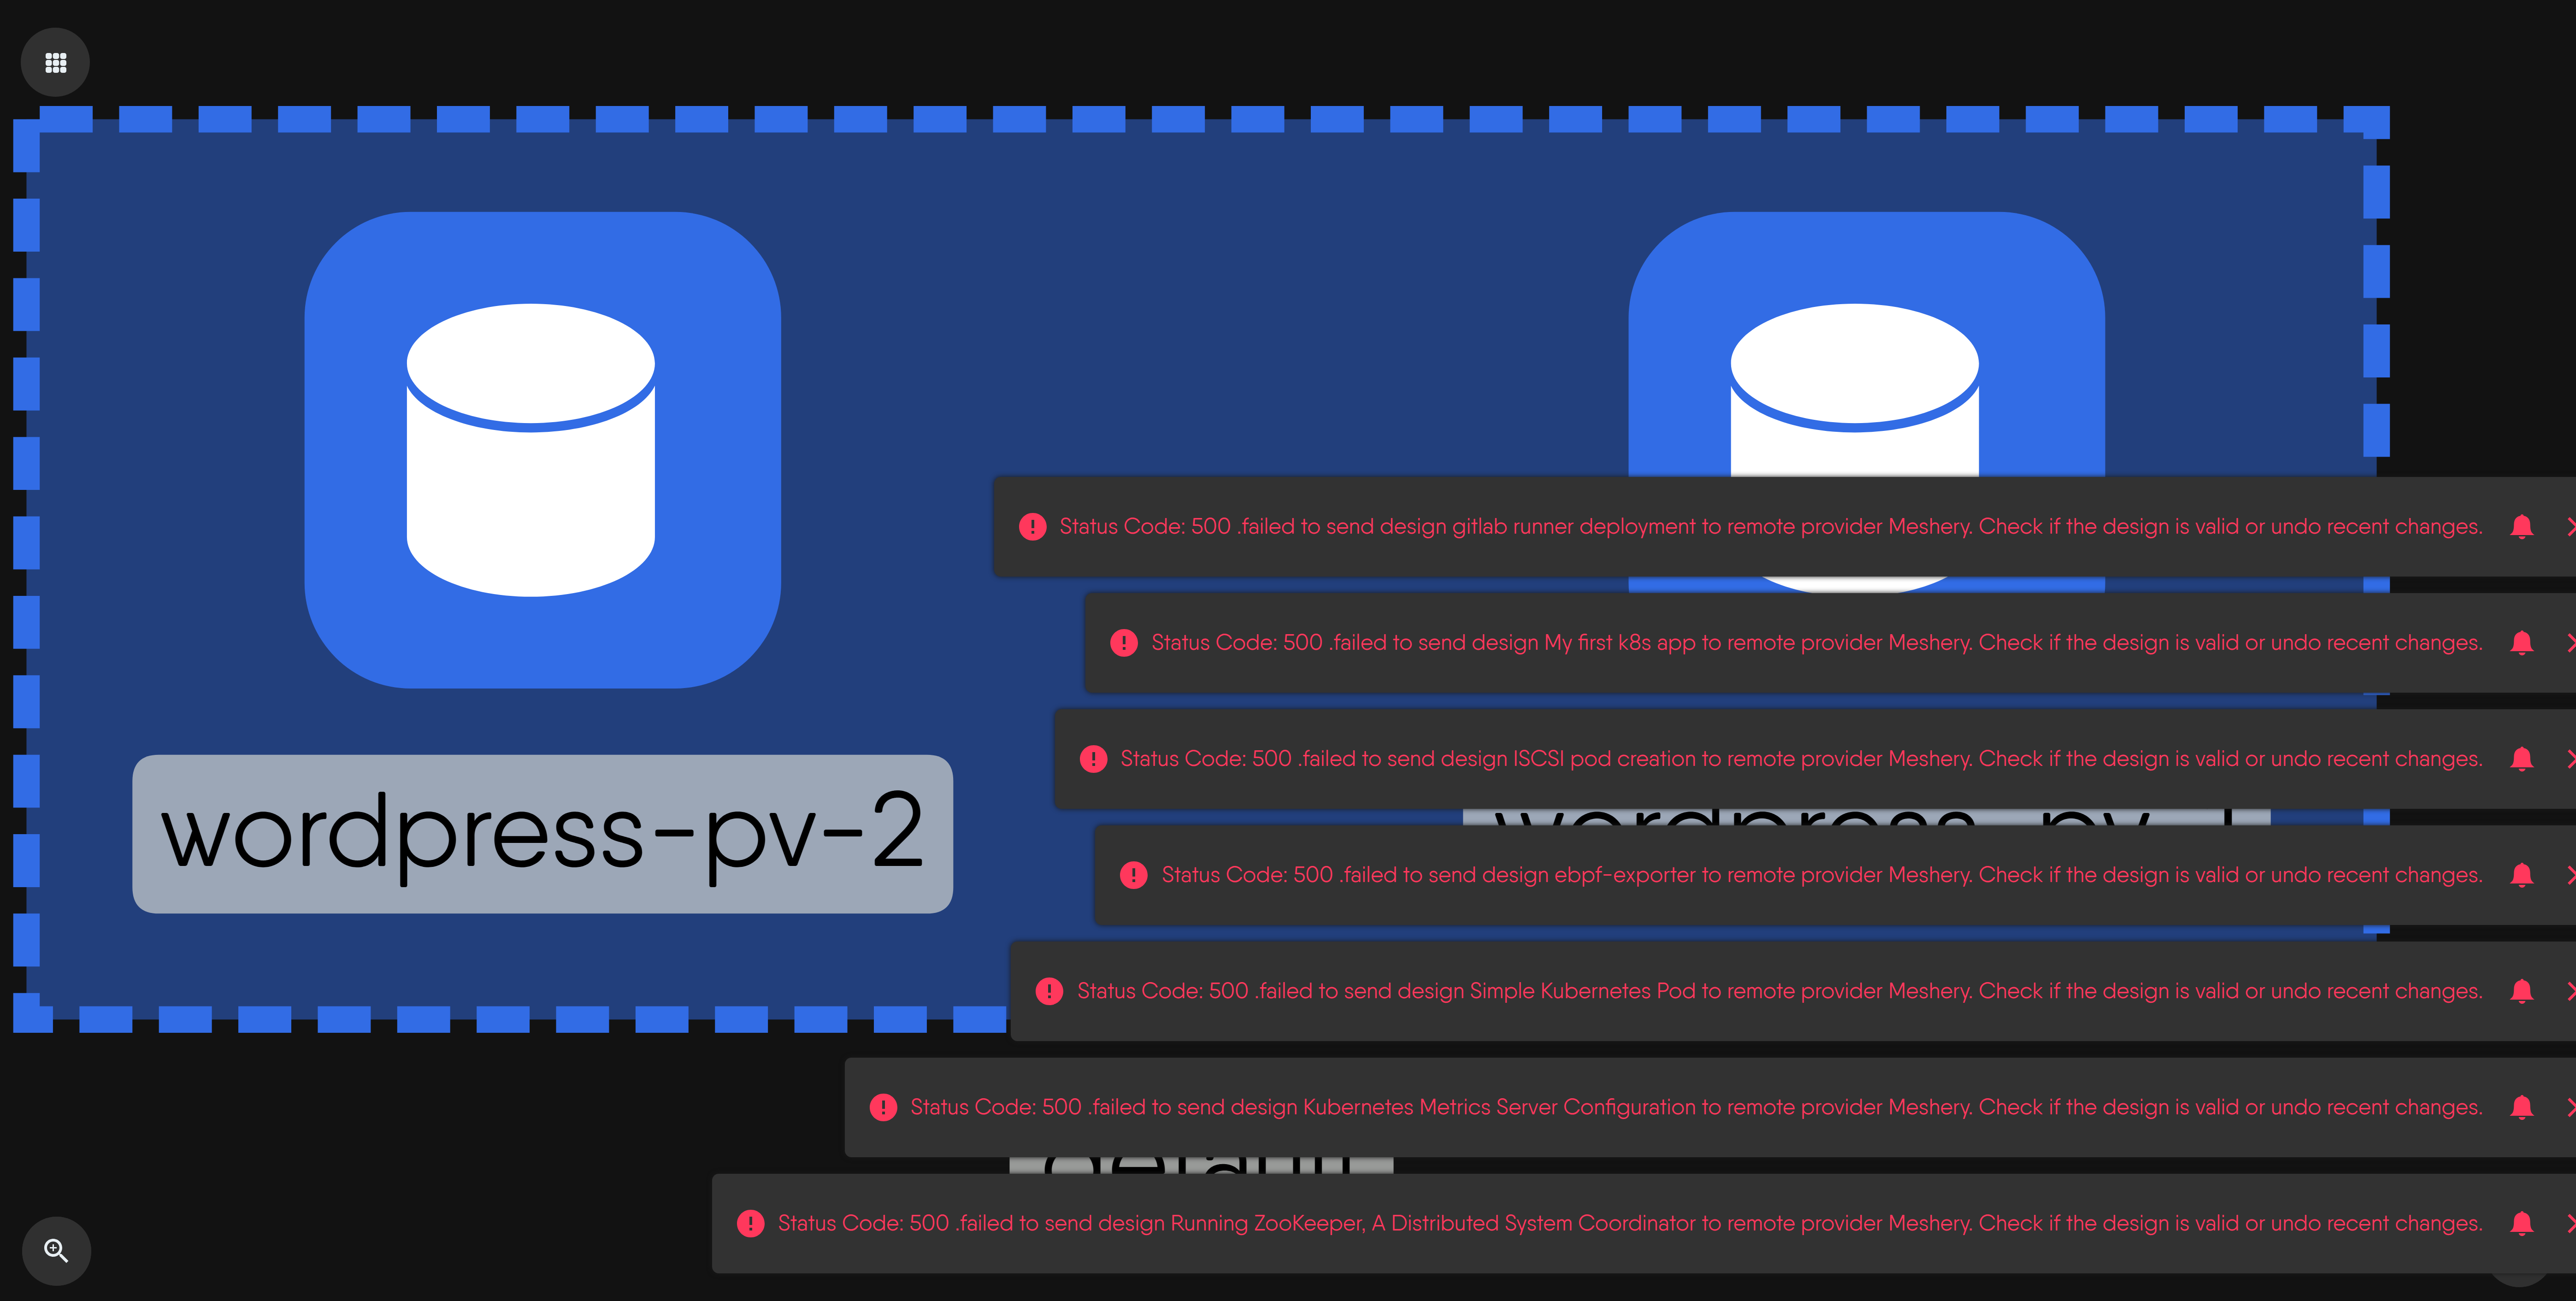 Status Code: 500 .failed to send design gitlab runner deployment to remote provider Meshery. Check if the design is valid or undo recent changes.
Status Code: 500 .failed to send design My first k8s app to remote provider Meshery. Check if the design is valid or undo recent changes.
Status Code: 500 .failed to send design ISCSI pod creation to remote provider Meshery. Check if the design is valid or undo recent changes.
wordpress-pv-2
Status Code: 500 .failed to send design ebpf-exporter to remote provider Meshery. Check if the design is valid or undo recent changes.
Status Code: 500 .failed to send design Simple Kubernetes Pod to remote provider Meshery. Check if the design is valid or undo recent changes.
Status Code: 500 .failed to send design Kubernetes Metrics Server Configuration to remote provider Meshery. Check if the design is valid or undo recent changes.
Status Code: 500 .failed to send design Running ZooKeeper, A Distributed System Coordinator to remote provider Meshery. Check if the design is valid or undo recent changes.